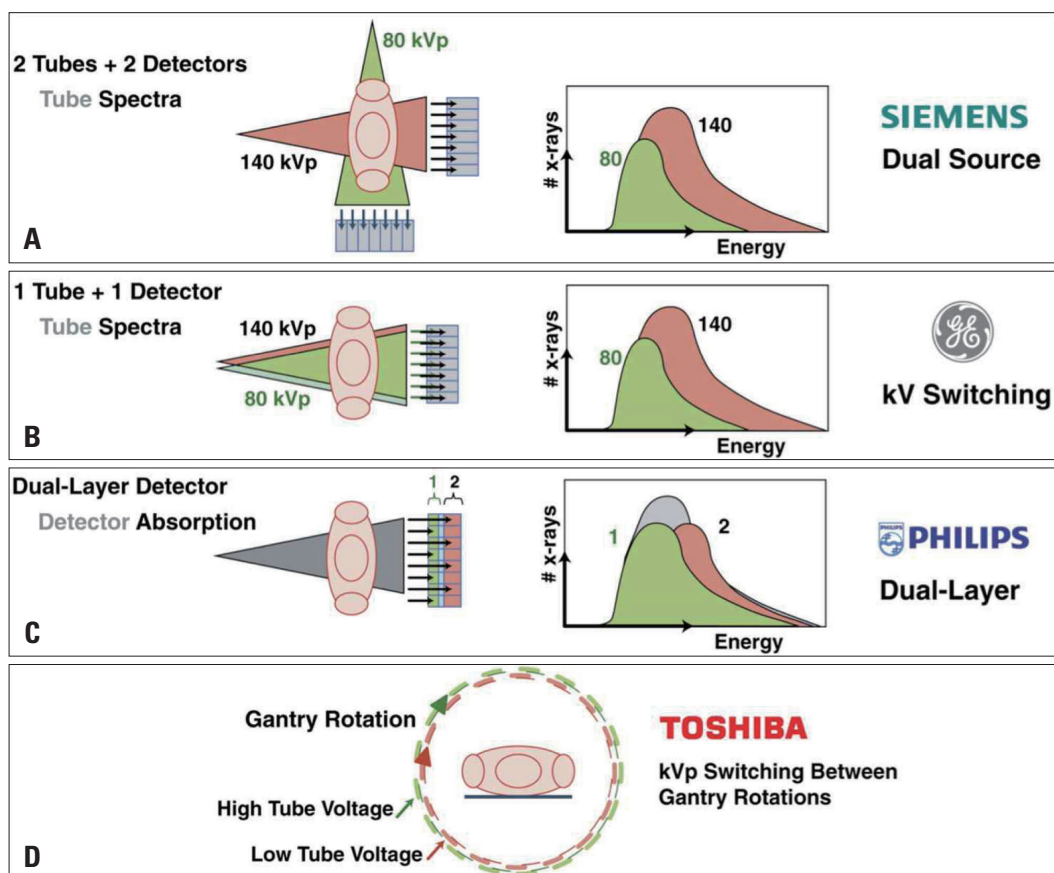 2 Tubes + 2 Detectors
Tube Spectra
80 kVp
140 kVp
# x-rays
80
140
Energy
SIEMENS
Dual Source
A
1 Tube + 1 Detector
Tube Spectra
140 kVp
80 kVp
# x-rays
80
140
Energy
GE
kV Switching
B
Dual-Layer Detector
Detector Absorption
1 2
# x-rays
1
2
Energy
PHILIPS
PHILIPS
Dual-Layer
C
Gantry Rotation
High Tube Voltage
Low Tube Voltage
TOSHIBA
kVp Switching Between
Gantry Rotations
D